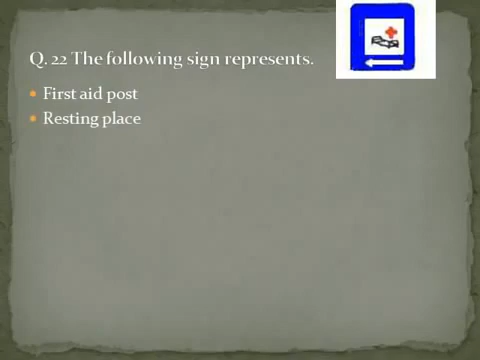 Q. 22 The following sign represents.
First aid post
Resting place